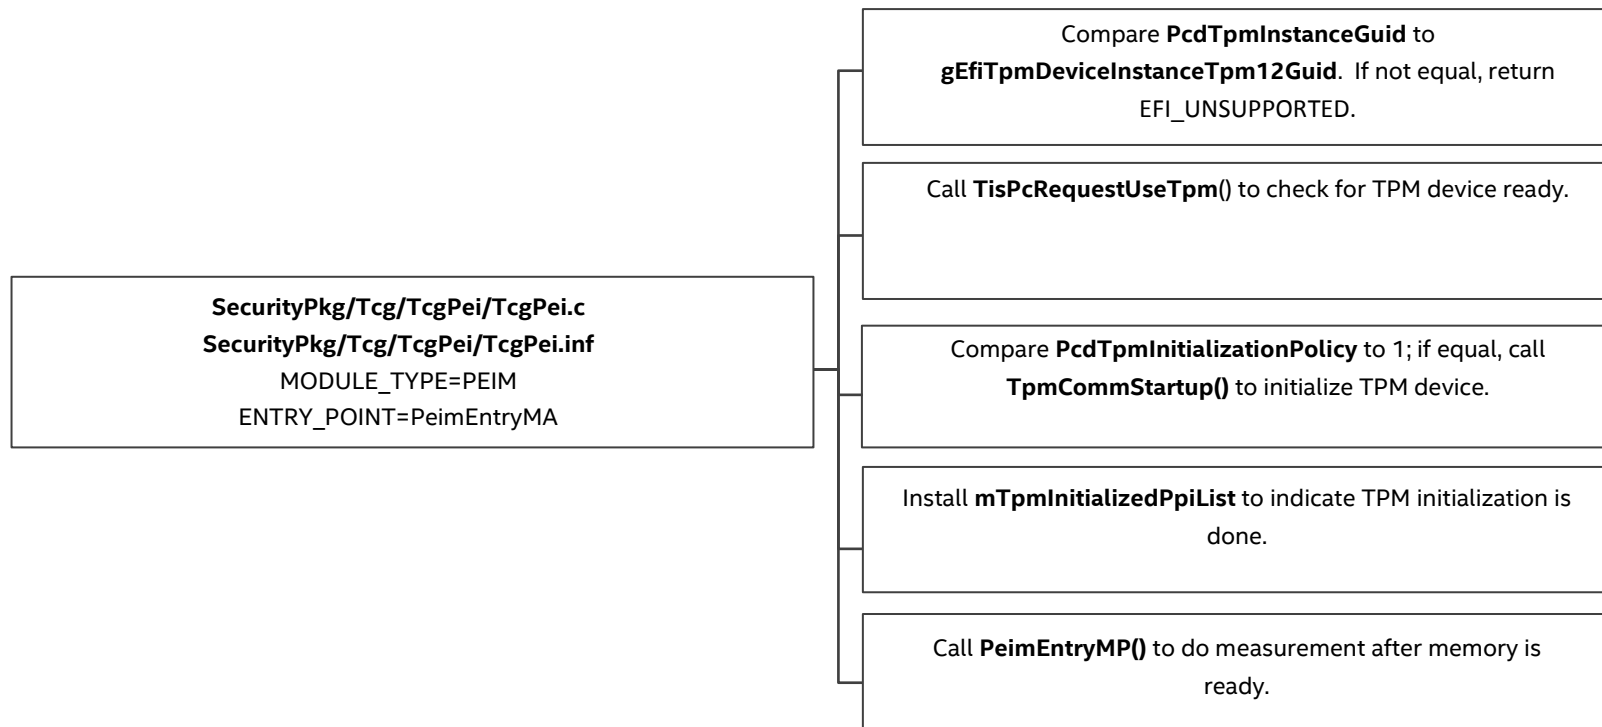 SecurityPkg/Tcg/TcgPei/TcgPei.c
SecurityPkg/Tcg/TcgPei/TcgPei.inf
MODULE_TYPE=PEIM
ENTRY_POINT=PeimEntryMA
Compare PcdTpmInstanceGuid to
gEfiTpmDeviceInstanceTpm12Guid.  If not equal, return
EFI_UNSUPPORTED.
Call TisPcRequestUseTpm() to check for TPM device ready.
Compare PcdTpmInitializationPolicy to 1; if equal, call
TpmCommStartup() to initialize TPM device.
Install mTpmInitializedPpiList to indicate TPM initialization is
done.
Call PeimEntryMP() to do measurement after memory is
ready.